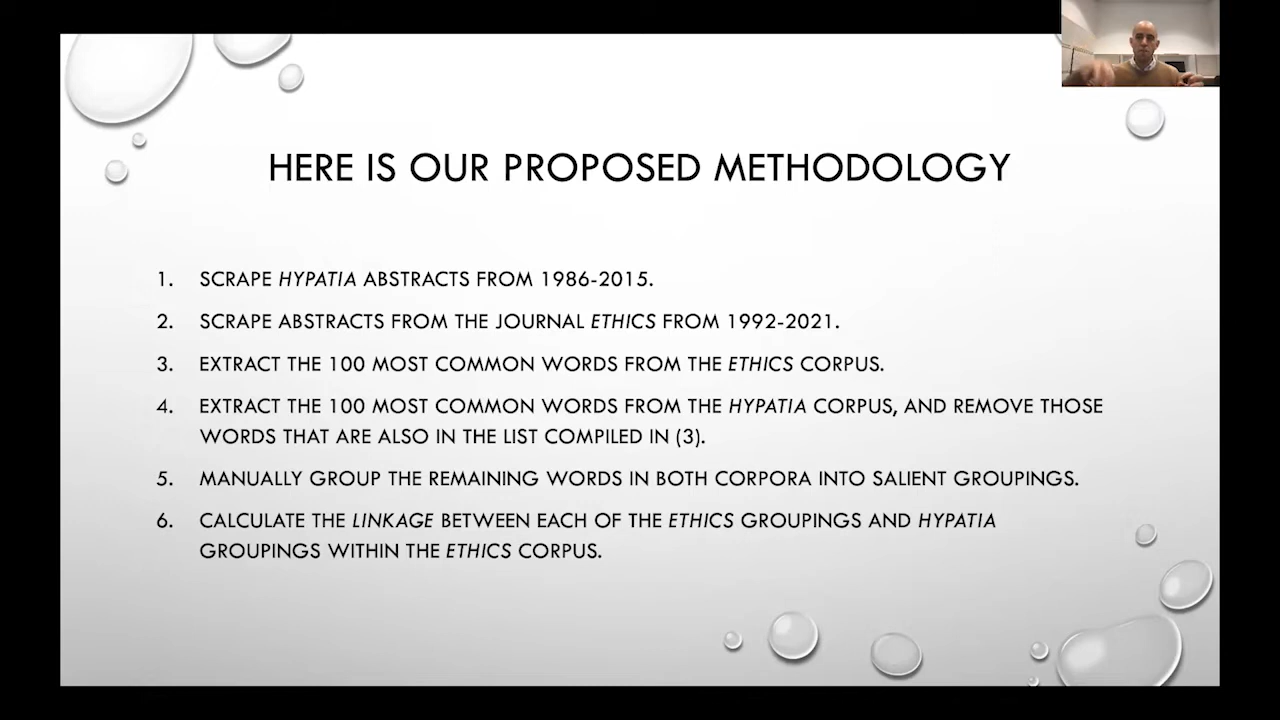 HERE IS OUR PROPOSED METHODOLOGY
1. SCRAPE HYPATIA ABSTRACTS FROM 1986-2015.
2. SCRAPE ABSTRACTS FROM THE JOURNAL ETHICS FROM 1992-2021.
3. EXTRACT THE 100 MOST COMMON WORDS FROM THE ETHICS CORPUS.
4. EXTRACT THE 100 MOST COMMON WORDS FROM THE HYPATIA CORPUS, AND REMOVE THOSE
WORDS THAT ARE ALSO IN THE LIST COMPILED IN (3).
5. MANUALLY GROUP THE REMAINING WORDS IN BOTH CORPORA INTO SALIENT GROUPINGS.
6. CALCULATE THE LINKAGE BETWEEN EACH OF THE ETHICS GROUPINGS AND HYPATIA
GROUPINGS WITHIN THE ETHICS CORPUS.